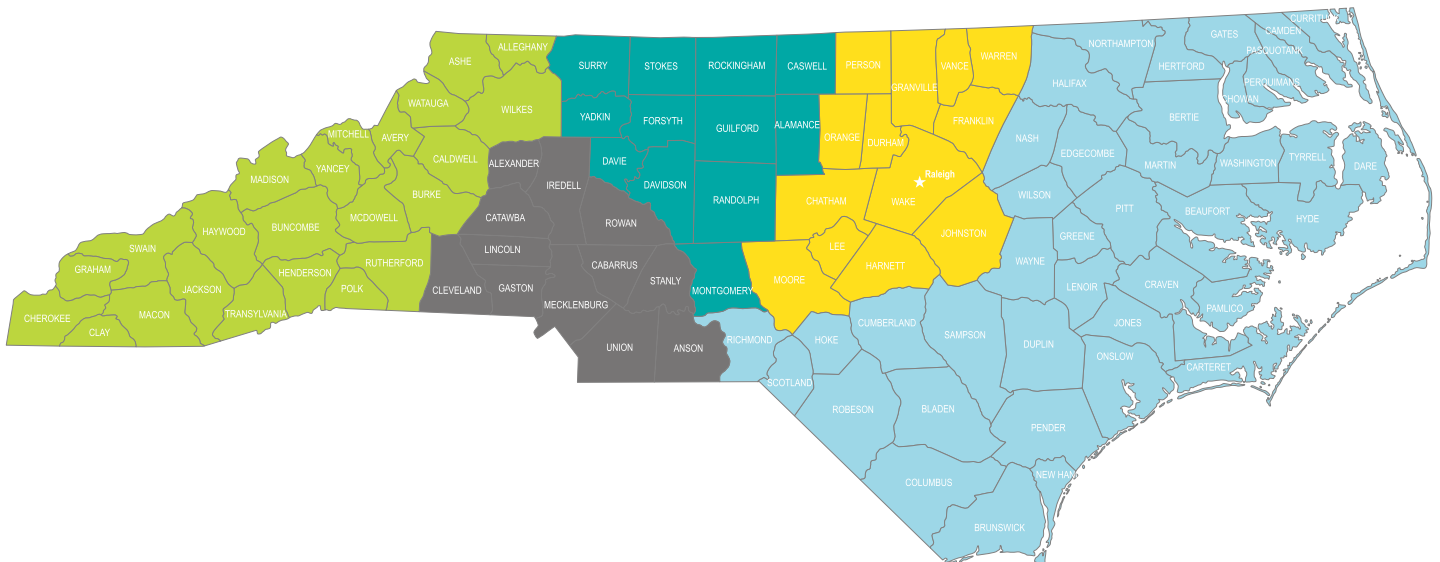 CURRITUCK
ALLEGHANY
ASHE
SURRY
STOKES
ROCKINGHAM
CASWELL
PERSON
GRANVILLE
VANCE
WARREN
NORTHAMPTON
GATES
CAMDEN
PASQUOTANK
HERTFORD
PERQUIMANS
CHOWAN
HALIFAX
BERTIE
WATAUGA
WILKES
YADKIN
FORSYTH
GUILFORD
ALAMANCE
ORANGE
DURHAM
FRANKLIN
NASH
EDGECOMBE
MARTIN
WASHINGTON
TYRRELL
DARE
MITCHELL
AVERY
CALDWELL
ALEXANDER
DAVIE
MADISON
YANCEY
BURKE
IREDELL
DAVIDSON
RANDOLPH
Raleigh
WAKE
CHATHAM
WILSON
PITT
BEAUFORT
HYDE
HAYWOOD
BUNCOMBE
MCDOWELL
CATAWBA
ROWAN
JOHNSTON
GREENE
SWAIN
LINCOLN
LEE
GRAHAM
JACKSON
HENDERSON
RUTHERFORD
CABARRUS
STANLY
HARNETT
WAYNE
LENOIR
CRAVEN
PAMLICO
CHEROKEE
CLAY
MACON
TRANSYLVANIA
POLK
CLEVELAND
GASTON
MECKLENBURG
MONTGOMERY
MOORE
UNION
ANSON
RICHMOND
HOKE
CUMBERLAND
SAMPSON
DUPLIN
JONES
ONSLOW
CARTERET
SCOTLAND
ROBESON
BLADEN
PENDER
COLUMBUS
NEW HAN
BRUNSWICK